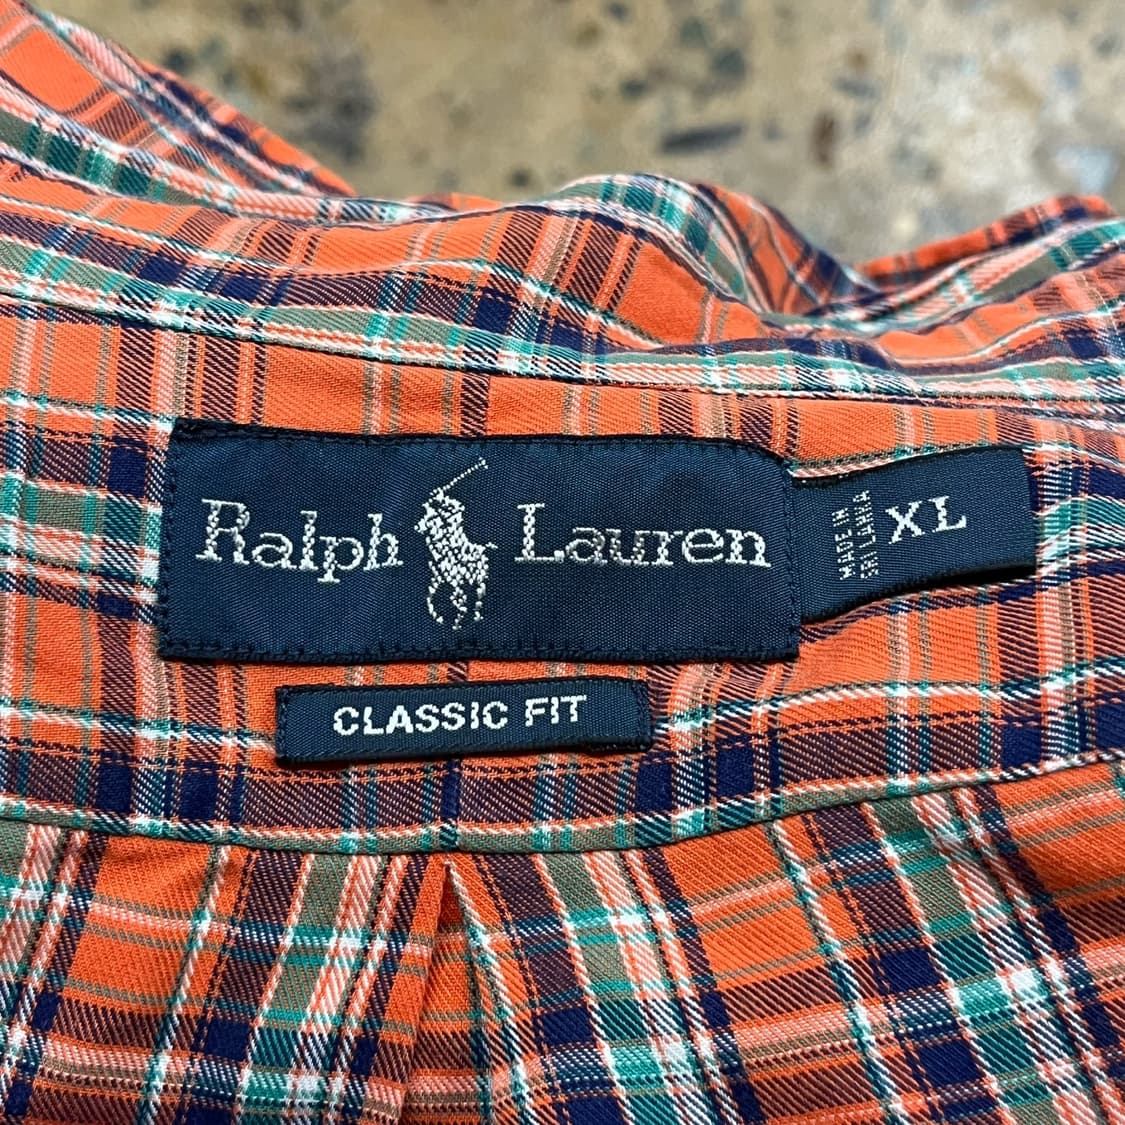 Ralph Lauren
XL
MADE IN
SRI LANKA
CLASSIC FIT